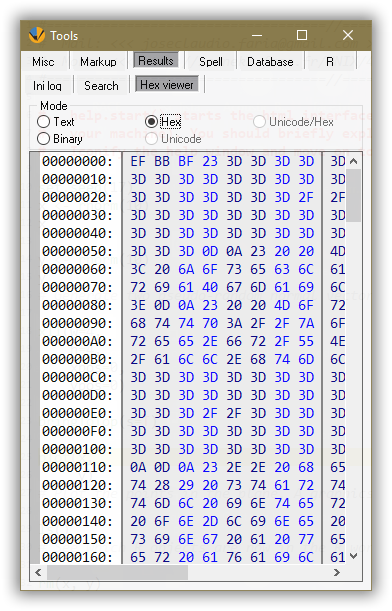 Tools
Misc Markup Results Spell Database R
Ini log Search Hex viewer
Mode
Text Hex Unicode/Hex
Binary Unicode
00000000: EF BB BF 23 3D 3D 3D 3D 3D
00000010: 3D 3D 3D 3D 3D 3D 3D 3D 3D
00000020: 3D 3D 3D 3D 3D 3D 3D 2F 2F
00000030: 3D 3D 3D 3D 3D 3D 3D 3D 3D
00000040: 3D 3D 3D 3D 3D 3D 3D 3D 3D
00000050: 3D 3D 3D 0D 0A 23 20 20 4D
00000060: 3C 20 6A 6F 73 65 63 6C 61
00000070: 72 69 61 40 67 6D 61 69 6C
00000080: 3E 0D 0A 23 20 20 4D 6F 72
00000090: 68 74 74 70 3A 2F 2F 7A 6F
000000A0: 72 65 65 2E 66 72 2F 55 4E
000000B0: 2F 61 6C 6C 2E 68 74 6D 6C
000000C0: 3D 3D 3D 3D 3D 3D 3D 3D 3D
000000D0: 3D 3D 3D 3D 3D 3D 3D 3D 3D
000000E0: 3D 3D 3D 2F 2F 3D 3D 3D 3D
000000F0: 3D 3D 3D 3D 3D 3D 3D 3D 3D
00000100: 3D 3D 3D 3D 3D 3D 3D 3D 3D
00000110: 0A 0D 0A 23 2E 2E 20 68 65
00000120: 74 28 29 20 73 74 61 72 74
00000130: 74 6D 6C 20 69 6E 74 65 72
00000140: 20 6F 6E 2D 6C 69 6E 65 20
00000150: 73 69 6E 67 20 61 20 77 65
00000160: 65 72 20 61 76 61 69 6C 61